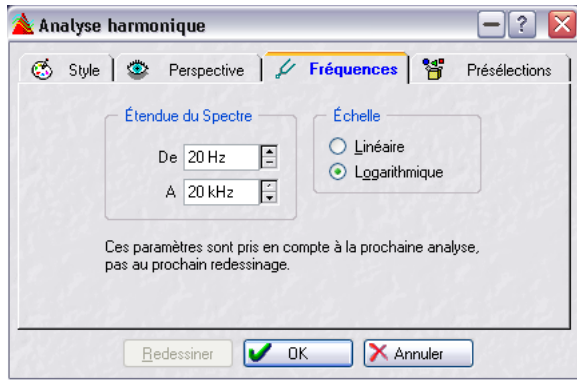 Analyse harmonique
?
Style
Perspective
Fréquences
Présélections
Étendue du Spectre
De 20 Hz
A 20 kHz
Échelle
Linéaire
Logarithmique
Ces paramètres sont pris en compte à la prochaine analyse,
pas au prochain redessinage.
Redessiner
OK
Annuler